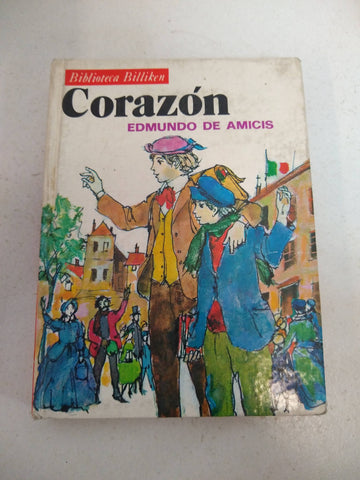 Biblioteca Billiken
Corazón
EDMUNDO DE AMICIS